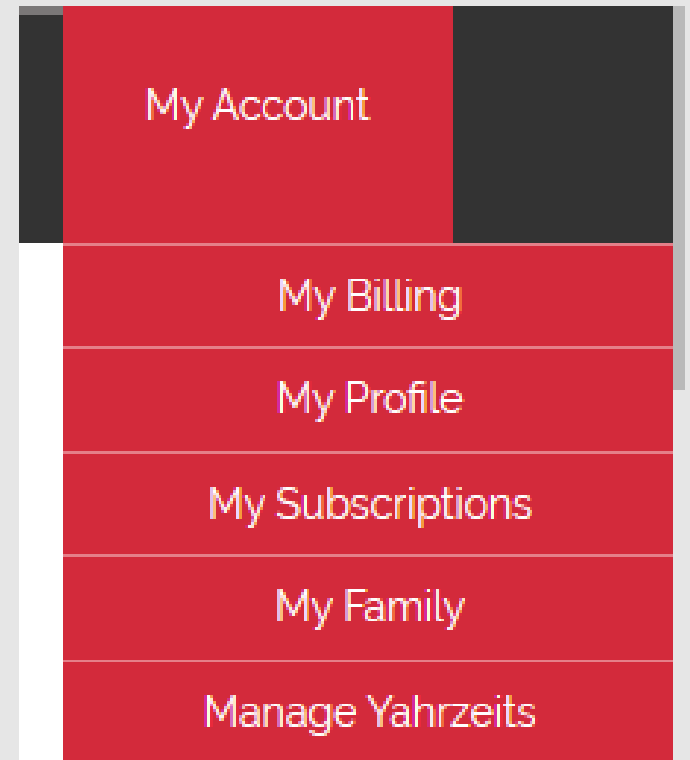 My Account
My Billing
My Profile
My Subscriptions
My Family
Manage Yahrzeits